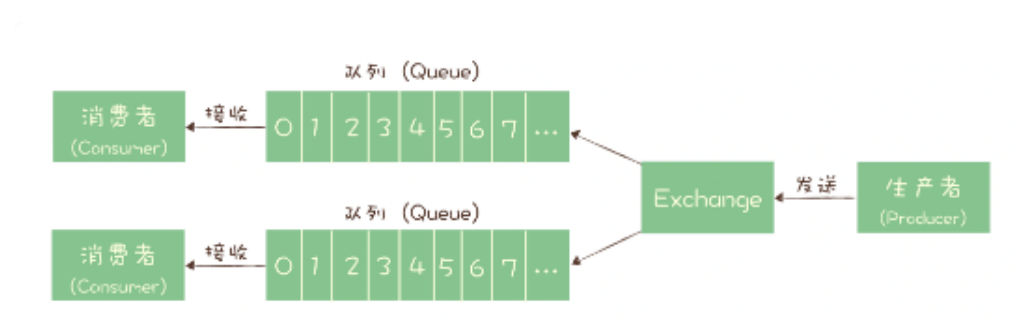 队列 (Queue)
消费者
(Consumer)
接收
0 1 2 3 4 5 6 7 ...
Exchange
发送
生产者
(Producer)
队列 (Queue)
消费者
(Consumer)
接收
0 1 2 3 4 5 6 7 ...